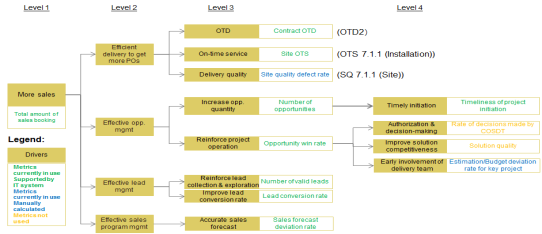 Level 1
Level 2
Level 3
Level 4
More sales
Total amount of
sales booking
Legend:
Drivers
Metrics
currently in use
Supported by
IT system
Metrics
currently in use
Manually
calculated
Metrics not
used
Efficient
delivery to get
more POs
Effective opp.
mgmt
Effective lead
mgmt
Effective sales
program mgmt
OTD
Contract OTD
(OTD2)
On-time service
Site OTS
(OTS 7.1.1 (Installation))
Delivery quality
Site quality defect rate
(SQ 7.1.1 (Site))
Increase opp.
quantity
Number of
opportunities
Reinforce project
operation
Opportunity win rate
Reinforce lead
collection & exploration
Number of valid leads
Improve lead
conversion rate
Lead conversion rate
Accurate sales
forecast
Sales forecast
deviation rate
Timely initiation
Timeliness of project
initiation
Authorization &
decision-making
Rate of decisions made by
Improve solution
competitiveness
Solution quality
Early involvement of
delivery team
Estimation/Budget deviation
rate for key project